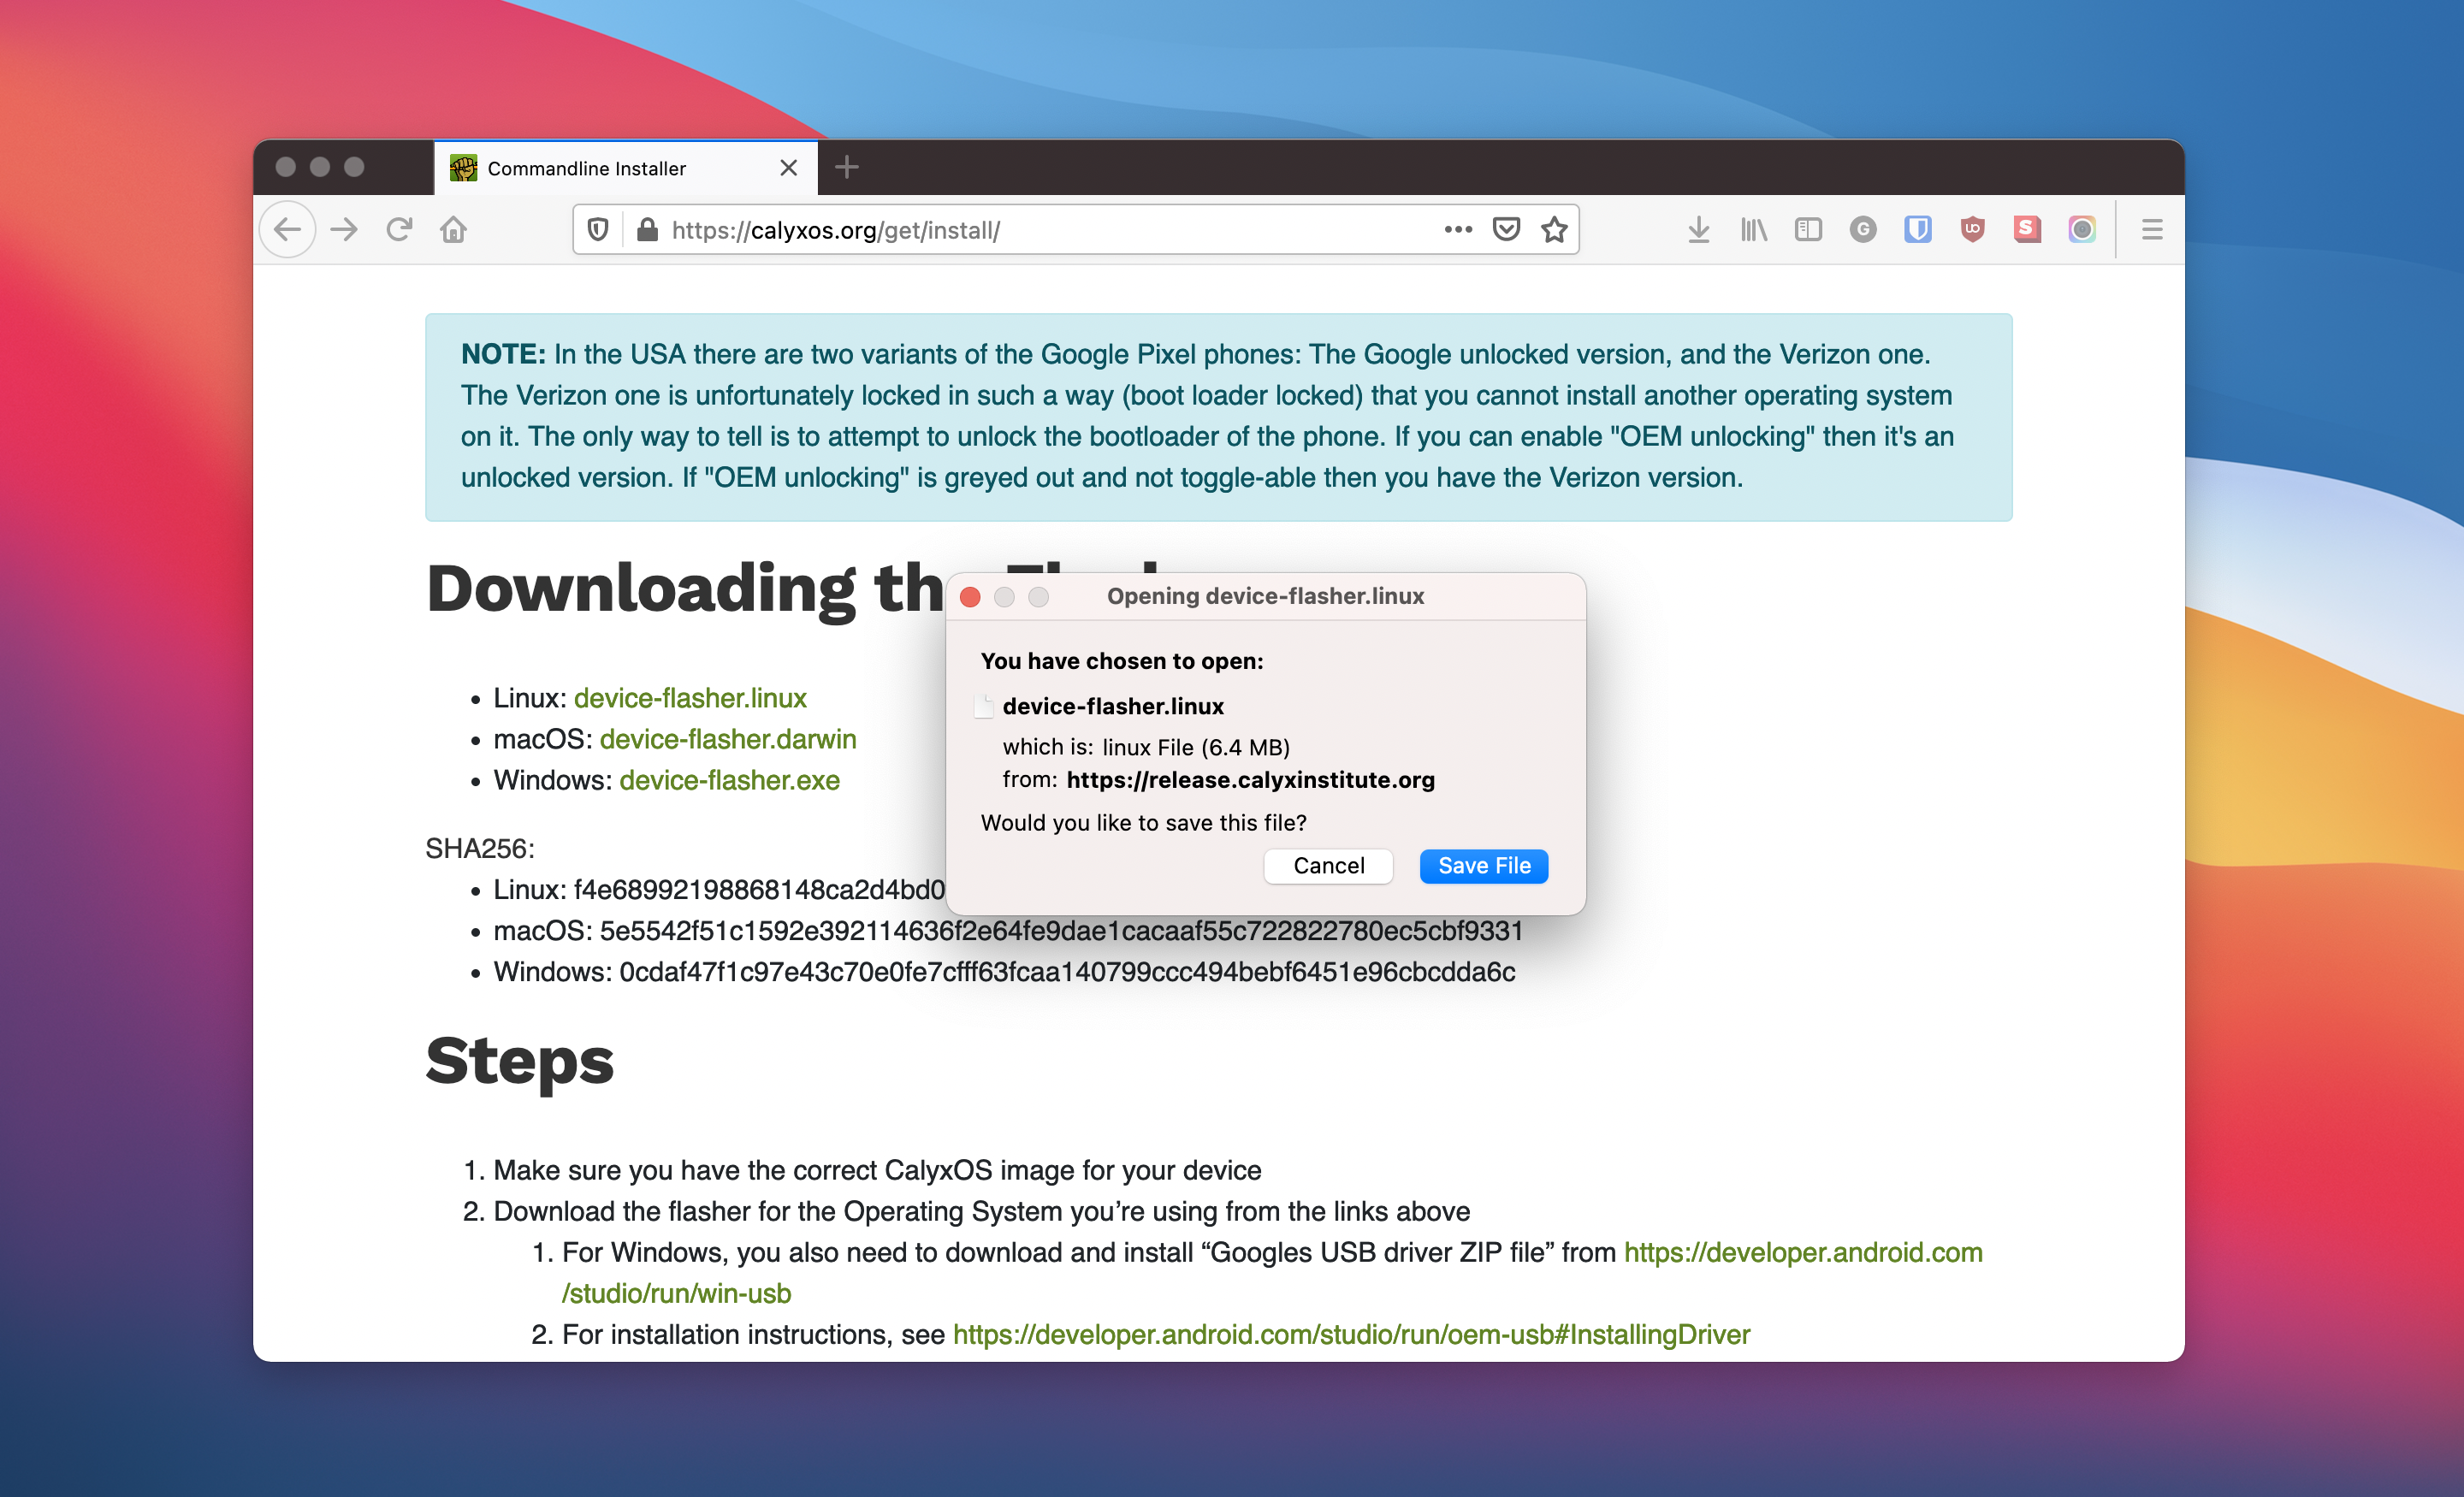 Commandline Installer
https://calyxos.org/get/install/
NOTE: In the USA there are two variants of the Google Pixel phones: The Google unlocked version, and the Verizon one.
The Verizon one is unfortunately locked in such a way (boot loader locked) that you cannot install another operating system
on it. The only way to tell is to attempt to unlock the bootloader of the phone. If you can enable "OEM unlocking" then it's an
unlocked version. If "OEM unlocking" is greyed out and not toggle-able then you have the Verizon version.
Downloading th
Linux: device-flasher.linux
macOS: device-flasher.darwin
Windows: device-flasher.exe
Opening device-flasher.linux
You have chosen to open:
device-flasher.linux
which is: linux File (6.4 MB)
from: https://release.calyxinstitute.org
Would you like to save this file?
Cancel
Save File
SHA256:
Linux: f4e68992198868148ca2d4bd0
macOS: 5e5542f51c1592e392114636f2e64fe9dae1cacaaf55c722822780ec5cbf9331
Windows: 0cdaf47f1c97e43c70e0fe7cfff63fcaa140799ccc494bebf6451e96cbcdda6c
Steps
1. Make sure you have the correct CalyxOS image for your device
2. Download the flasher for the Operating System you’re using from the links above
1. For Windows, you also need to download and install “Googles USB driver ZIP file” from https://developer.android.com
/studio/run/win-usb
2. For installation instructions, see https://developer.android.com/studio/run/oem-usb#InstallingDriver